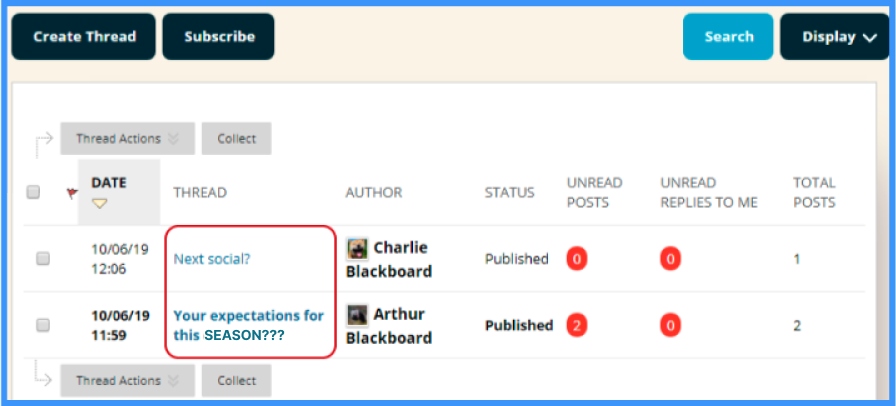 Create Thread Subscribe Search Display
Thread Actions Collect
DATE THREAD AUTHOR STATUS UNREAD POSTS UNREAD REPLIES TO ME TOTAL POSTS
10/06/19 12:06 Next social? Charlie Blackboard Published 0 0 1
10/06/19 11:59 Your expectations for this SEASON??? Arthur Blackboard Published 2 0 2
Thread Actions Collect